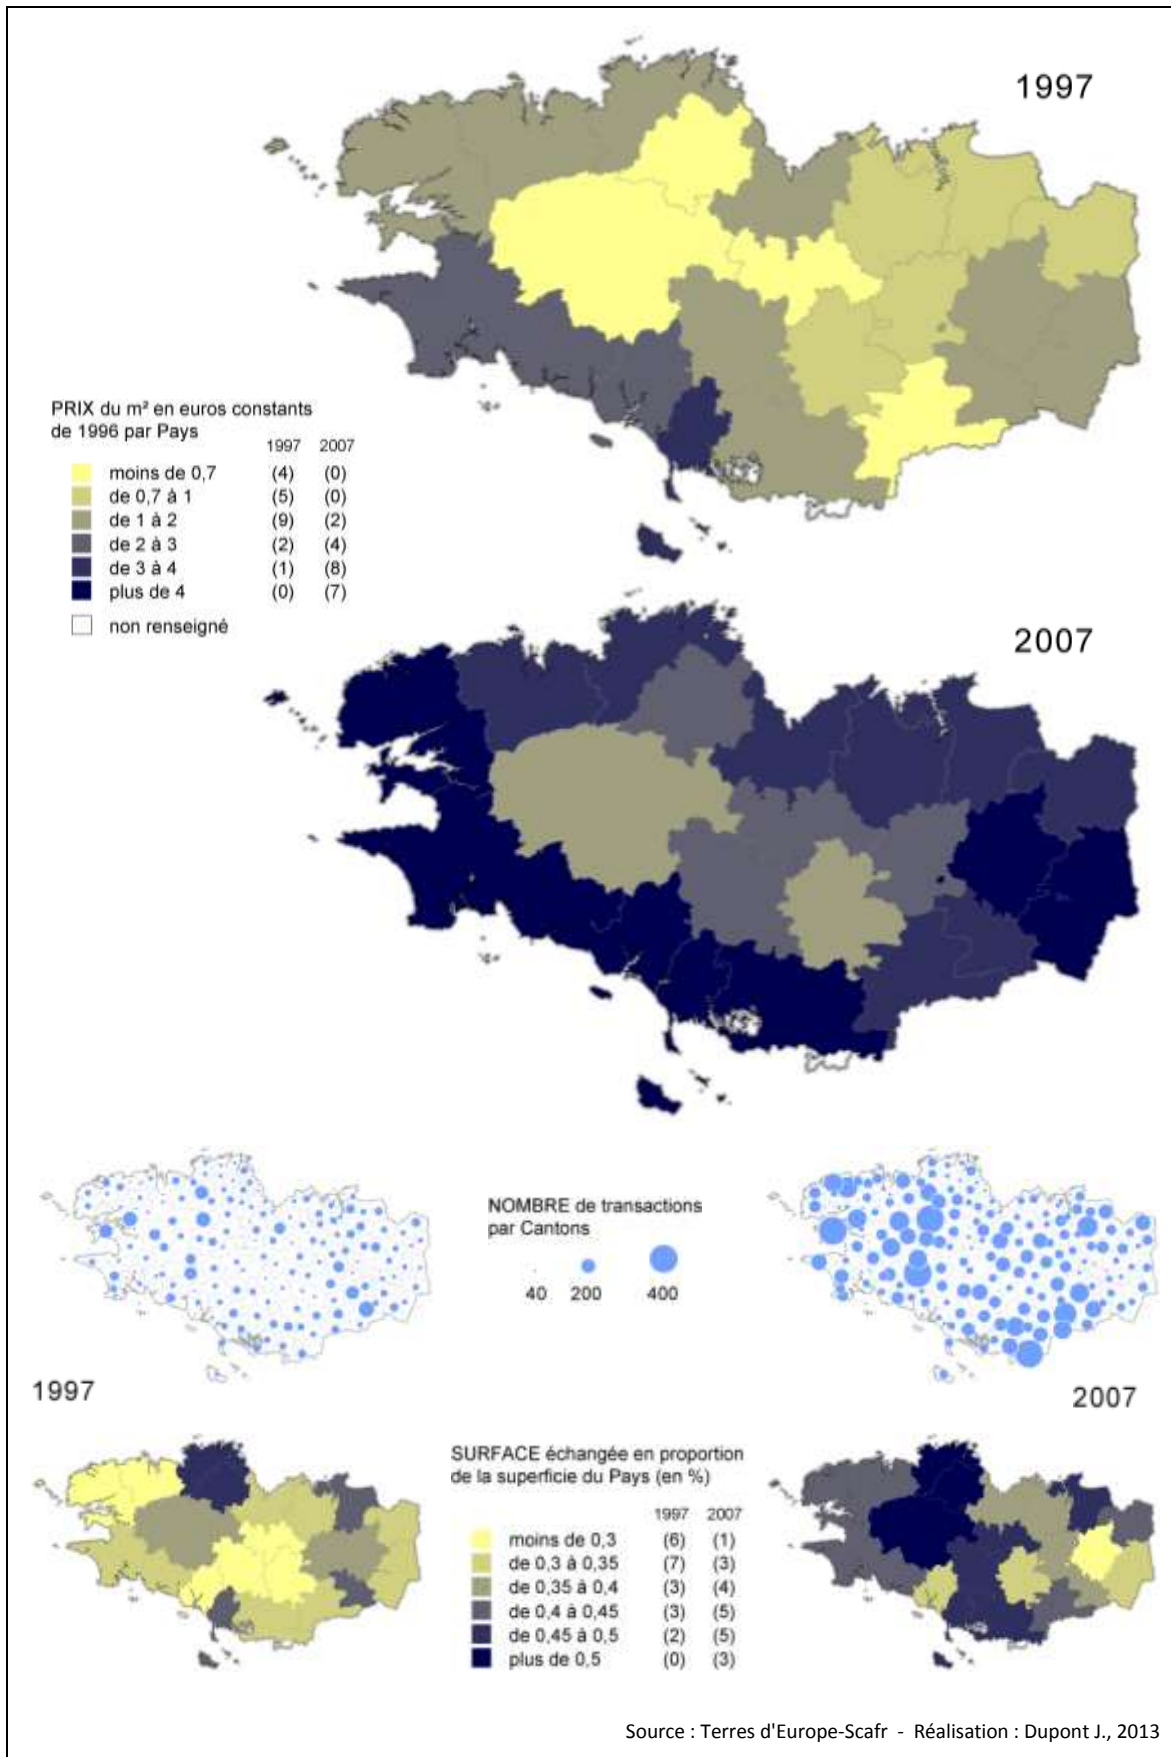 1997
PRIX du m² en euros constants
de 1996 par Pays
1997 2007
moins de 0,7 (4) (0)
de 0,7 à 1 (5) (0)
de 1 à 2 (9) (2)
de 2 à 3 (2) (4)
de 3 à 4 (1) (8)
plus de 4 (0) (7)
non renseigné
2007
NOMBRE de transactions
par Cantons
40 200 400
1997
2007
SURFACE échangée en proportion
de la superficie du Pays (en %)
1997 2007
moins de 0,3 (6) (1)
de 0,3 à 0,35 (7) (3)
de 0,35 à 0,4 (3) (4)
de 0,4 à 0,45 (3) (5)
de 0,45 à 0,5 (2) (5)
plus de 0,5 (0) (3)
Source : Terres d'Europe-Scafr - Réalisation : Dupont J., 2013